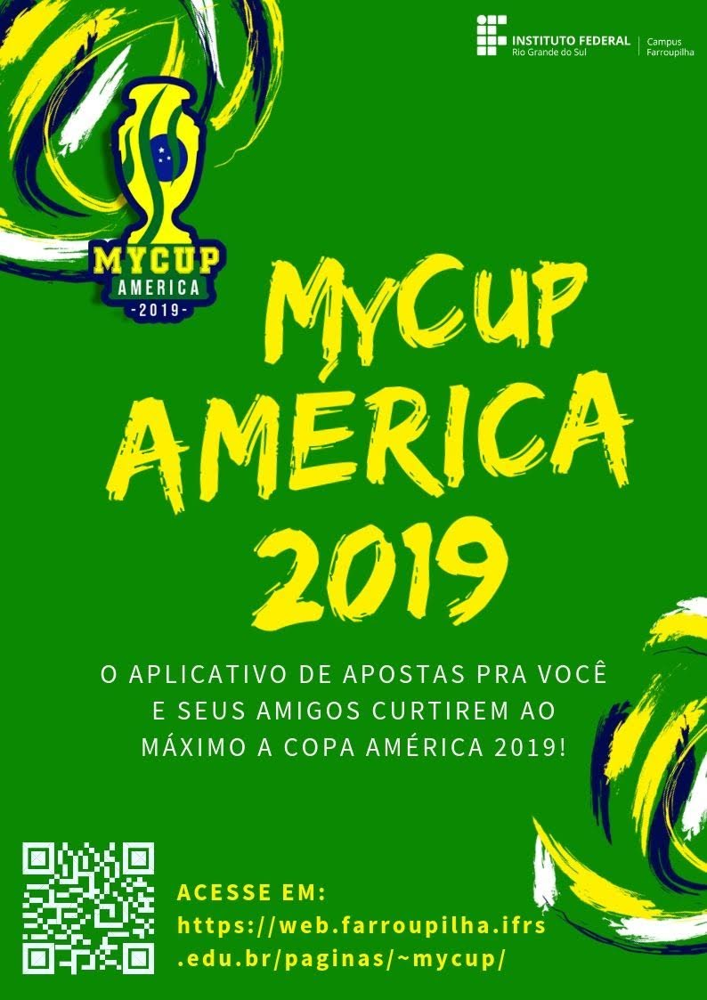 INSTITUTO FEDERAL
Rio Grande do Sul
Campus
Farroupilha
MYCUP
AMERICA
-2019-
MyCup
América
2019
O APLICATIVO DE APOSTAS PRA VOCÊ
E SEUS AMIGOS CURTIREM AO
MÁXIMO A COPA AMÉRICA 2019!
ACESSE EM:
https://web.farroupilha.ifrs
.edu.br/paginas/~mycup/